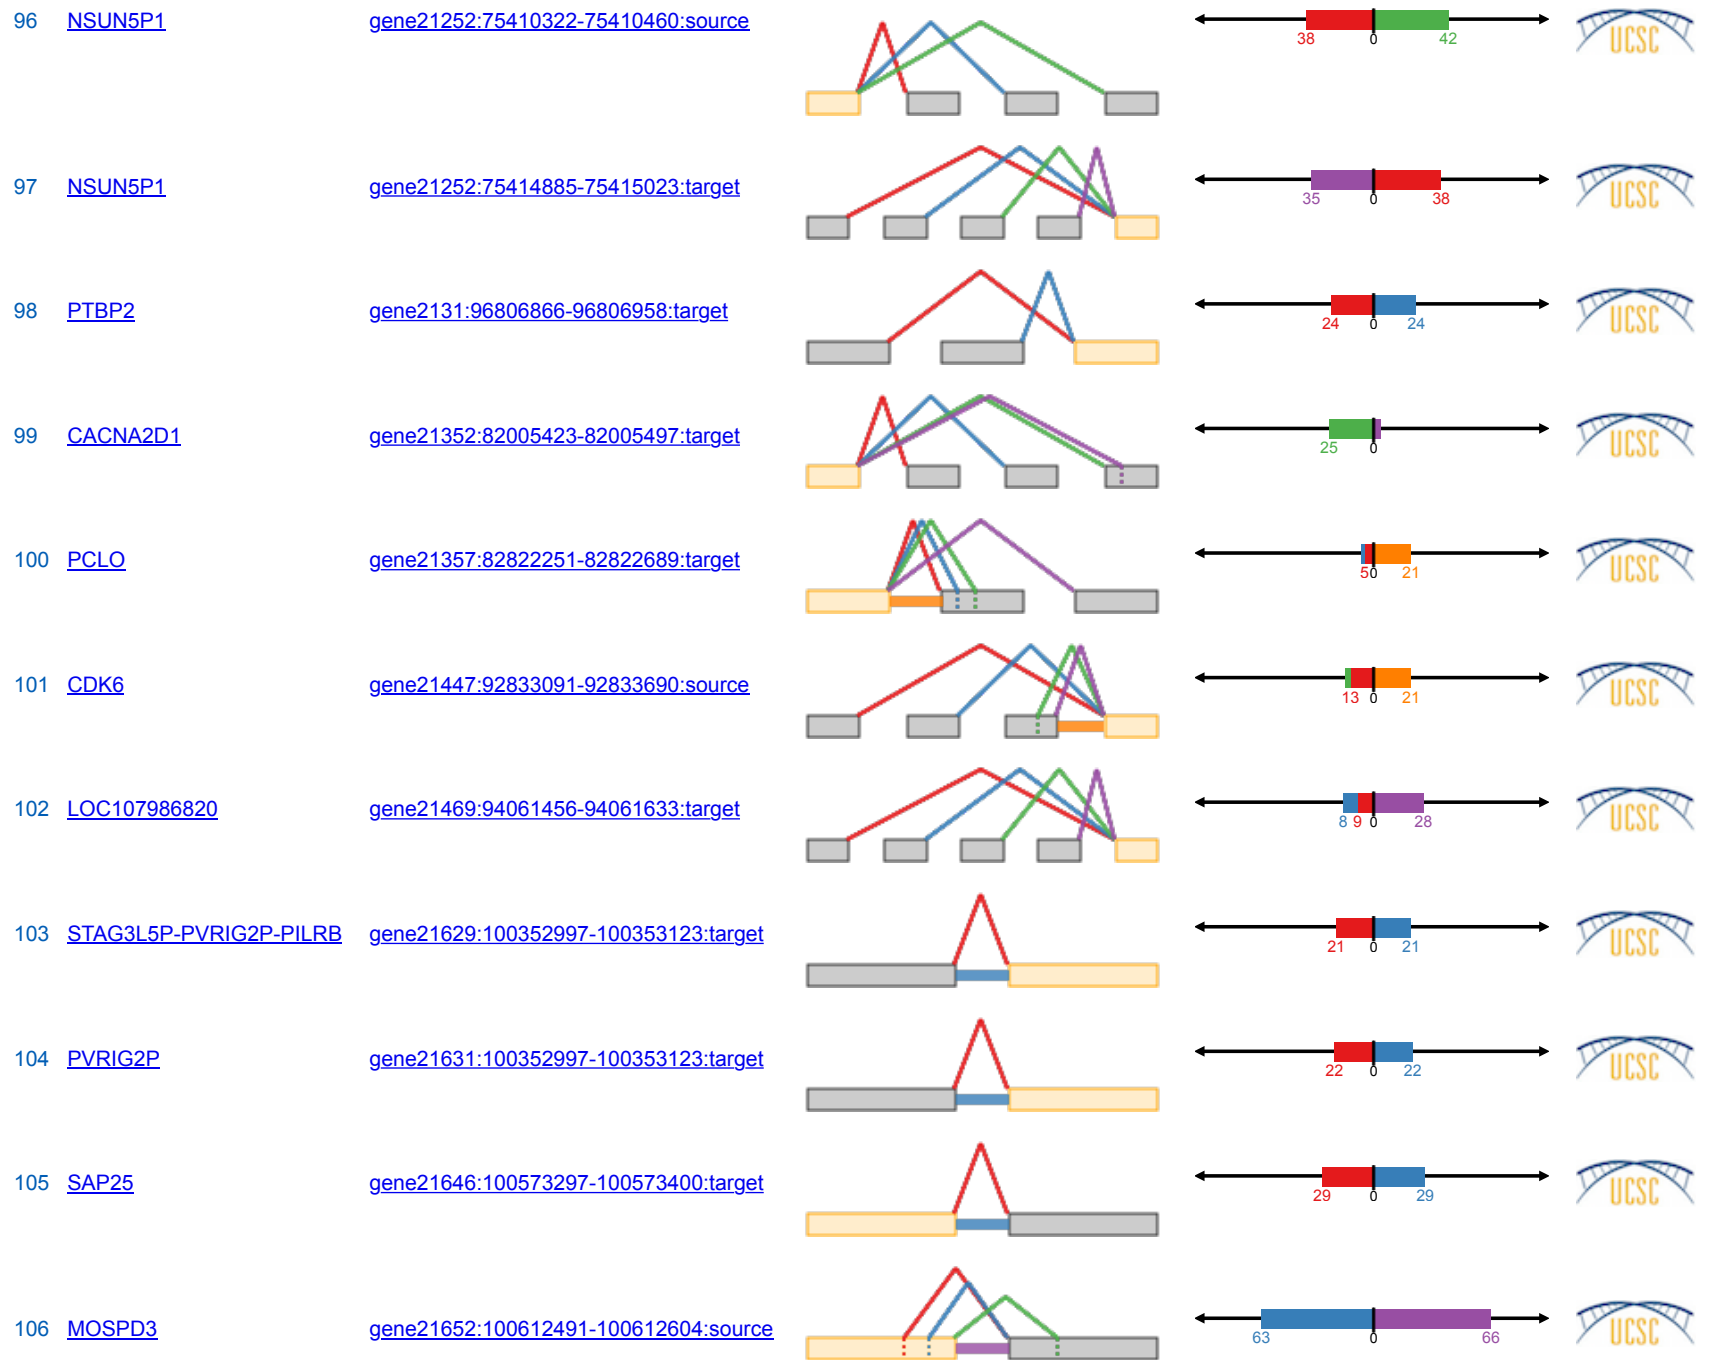 96 NSUN5P1 gene21252:75410322-75410460:source 38 0 42 UCSC
97 NSUN5P1 gene21252:75414885-75415023:target 35 0 38 UCSC
98 PTBP2 gene2131:96806866-96806958:target 24 0 24 UCSC
99 CACNA2D1 gene21352:82005423-82005497:target 25 0 UCSC
100 PCLO gene21357:82822251-82822689:target 5 0 21 UCSC
101 CDK6 gene21447:92833091-92833690:source 13 0 21 UCSC
102 LOC107986820 gene21469:94061456-94061633:target 8 9 0 28 UCSC
103 STAG3L5P-PVRIG2P-PILRB gene21629:100352997-100353123:target 21 0 21 UCSC
104 PVRIG2P gene21631:100352997-100353123:target 22 0 22 UCSC
105 SAP25 gene21646:100573297-100573400:target 29 0 29 UCSC
106 MOSPD3 gene21652:100612491-100612604:source 63 0 66 UCSC